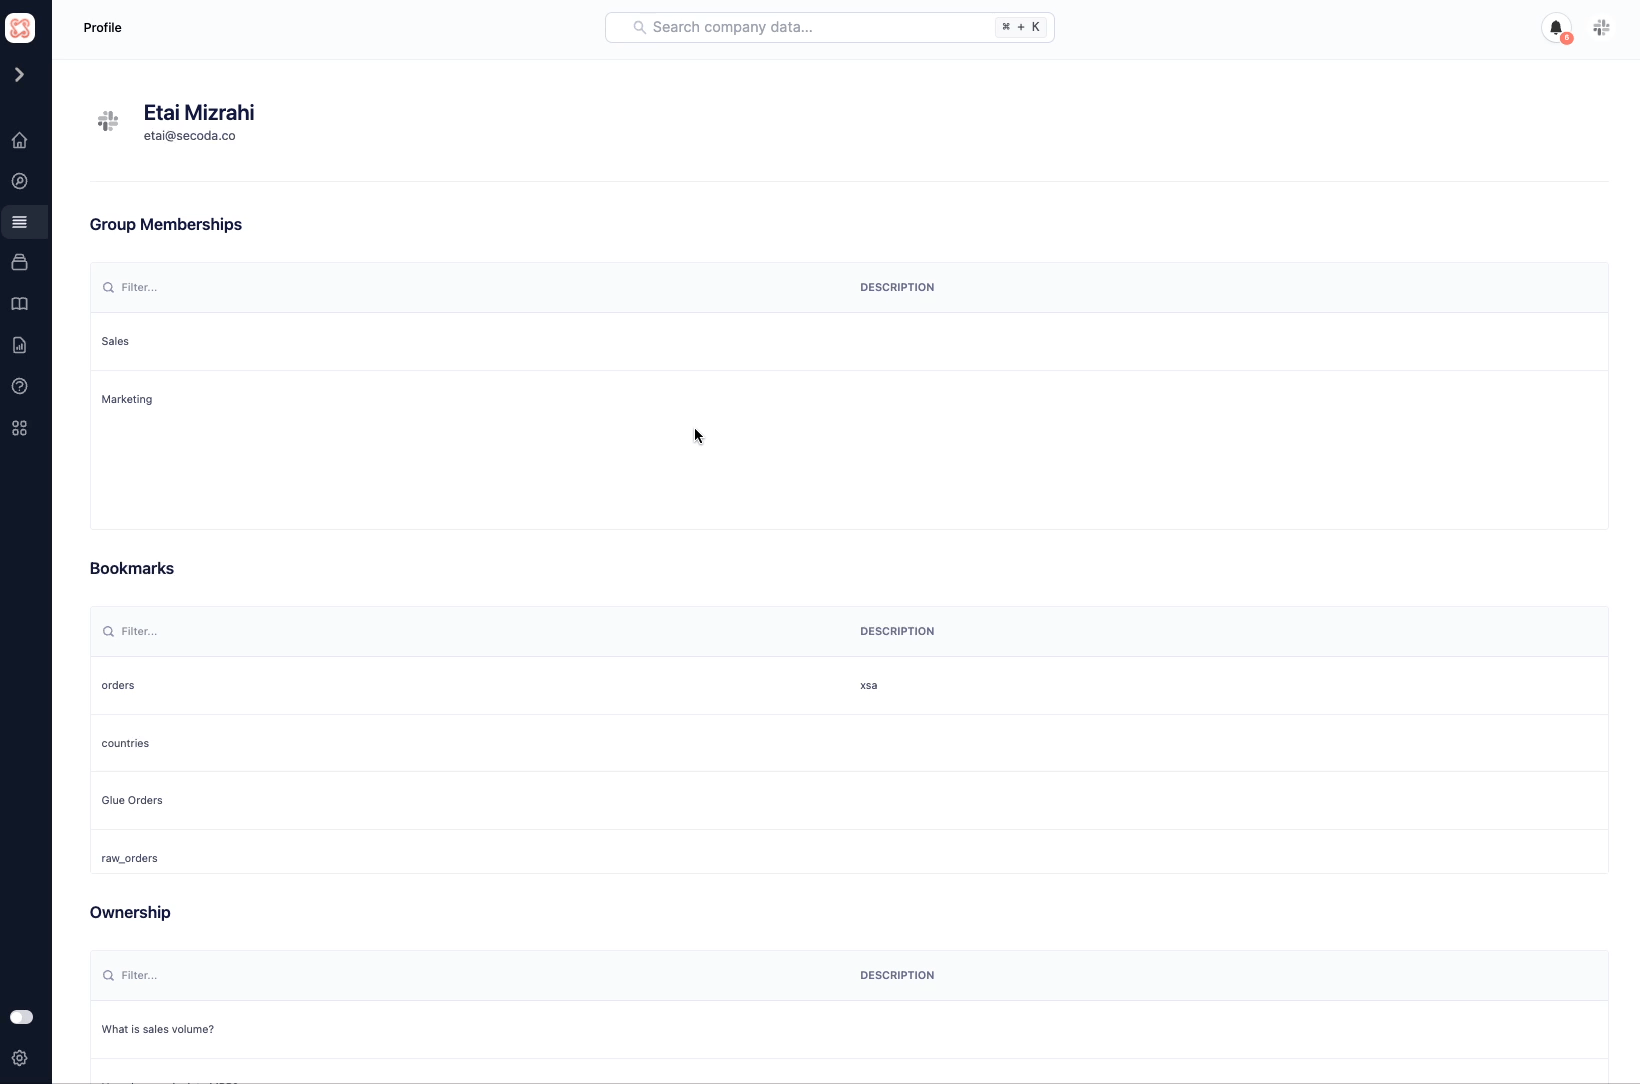 Profile
Search company data...
⌘ + K
5
Etai Mizrahi
etai@secoda.co
Group Memberships
Filter...
DESCRIPTION
Sales
Marketing
Bookmarks
Filter...
DESCRIPTION
orders
xsa
countries
Glue Orders
raw_orders
Ownership
Filter...
DESCRIPTION
What is sales volume?